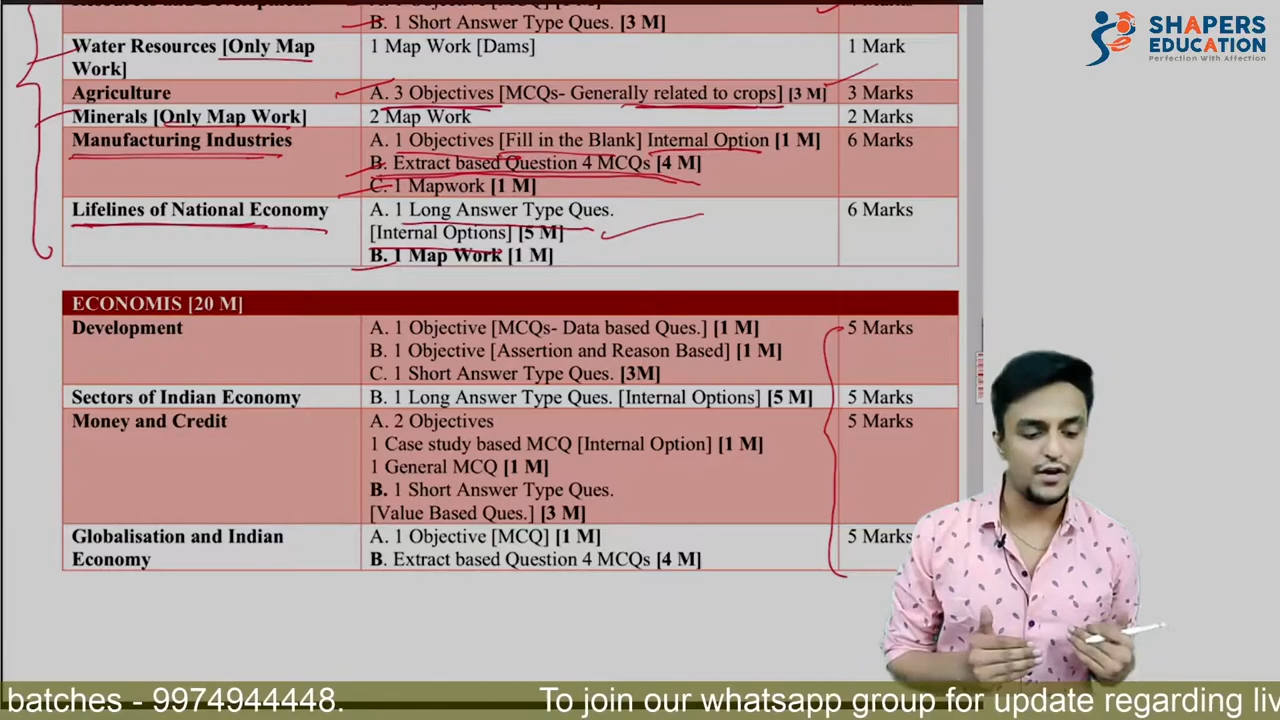 B. 1 Short Answer Type Ques. [3 M]
Water Resources [Only Map Work]
1 Map Work [Dams]
1 Mark
Agriculture
A. 3 Objectives [MCQs- Generally related to crops] [3 M]
3 Marks
Minerals [Only Map Work]
2 Map Work
2 Marks
Manufacturing Industries
A. 1 Objectives [Fill in the Blank] Internal Option [1 M]
B. Extract based Question 4 MCQs [4 M]
C. 1 Mapwork [1 M]
6 Marks
Lifelines of National Economy
A. 1 Long Answer Type Ques.
[Internal Options] [5 M]
B. 1 Map Work [1 M]
6 Marks
ECONOMIS [20 M]
Development
A. 1 Objective [MCQs- Data based Ques.] [1 M]
B. 1 Objective [Assertion and Reason Based] [1 M]
C. 1 Short Answer Type Ques. [3M]
5 Marks
Sectors of Indian Economy
B. 1 Long Answer Type Ques. [Internal Options] [5 M]
5 Marks
Money and Credit
A. 2 Objectives
1 Case study based MCQ [Internal Option] [1 M]
1 General MCQ [1 M]
B. 1 Short Answer Type Ques.
[Value Based Ques.] [3 M]
5 Marks
Globalisation and Indian
Economy
A. 1 Objective [MCQ] [1 M]
B. Extract based Question 4 MCQs [4 M]
5 Marks
SHAPERS
EDUCATION
Perfection With Affection
batches - 9974944448. To join our whatsapp group for update regarding liv